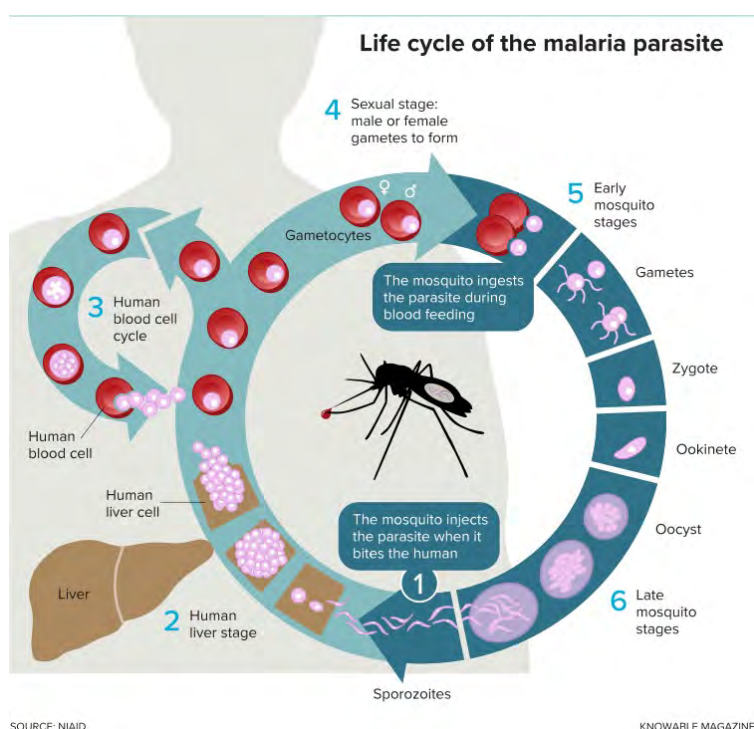 Life cycle of the malaria parasite
4
Sexual stage:
male or female
gametes to form
♀ ♂
Gametocytes
5
Early
mosquito
stages
The mosquito ingests
the parasite during
blood feeding
Gametes
3
Human
blood cell
cycle
Zygote
Human
blood cell
Ookinete
Human
liver cell
The mosquito injects
the parasite when it
bites the human
1
Oocyst
Liver
2
Human
liver stage
6
Late
mosquito
stages
Sporozoites
SOURCE: NIAID
KNOWABLE MAGAZINE